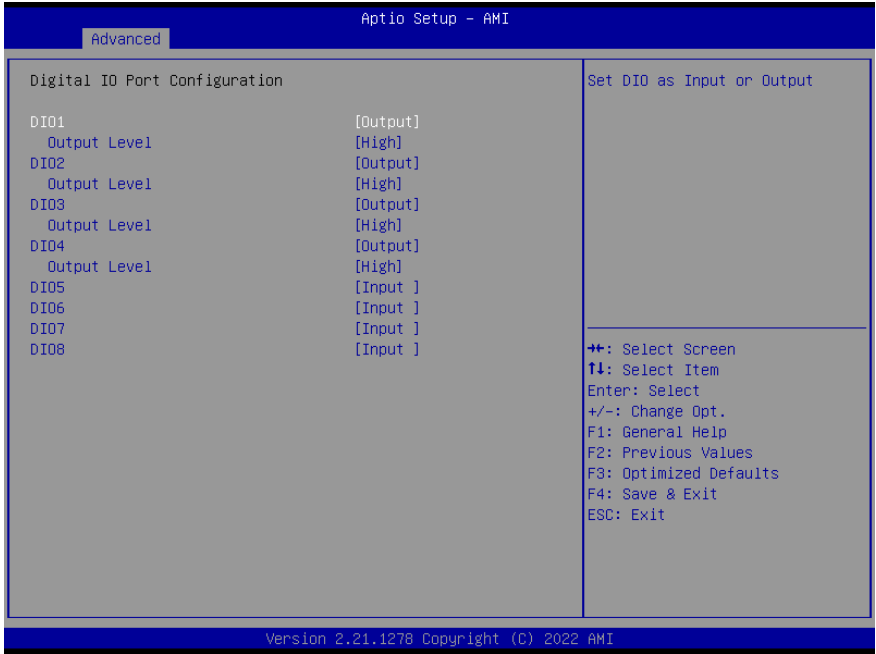 Aptio Setup – AMI
Advanced
Digital IO Port Configuration
DIO1 [Output]
Output Level [High]
DIO2 [Output]
Output Level [High]
DIO3 [Output]
Output Level [High]
DIO4 [Output]
Output Level [High]
DIO5 [Input ]
DIO6 [Input ]
DIO7 [Input ]
DIO8 [Input ]
Set DIO as Input or Output
→←: Select Screen
↑↓: Select Item
Enter: Select
+/-: Change Opt.
F1: General Help
F2: Previous Values
F3: Optimized Defaults
F4: Save & Exit
ESC: Exit
Version 2.21.1278 Copyright (C) 2022 AMI